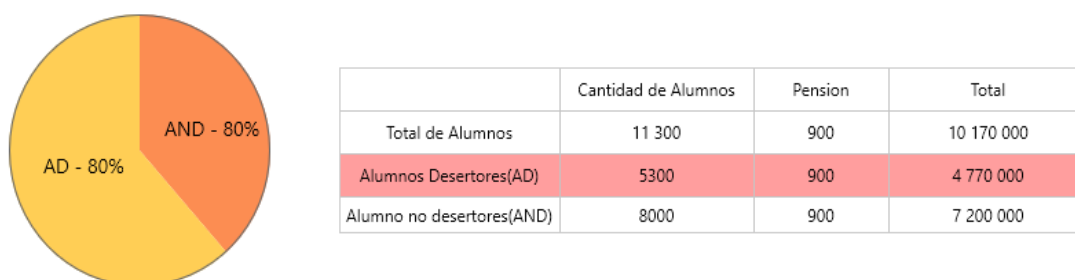 AND - 80%
AD - 80%
Cantidad de Alumnos Pension Total
Total de Alumnos 11 300 900 10 170 000
Alumnos Desertores(AD) 5300 900 4 770 000
Alumno no desertores(AND) 8000 900 7 200 000